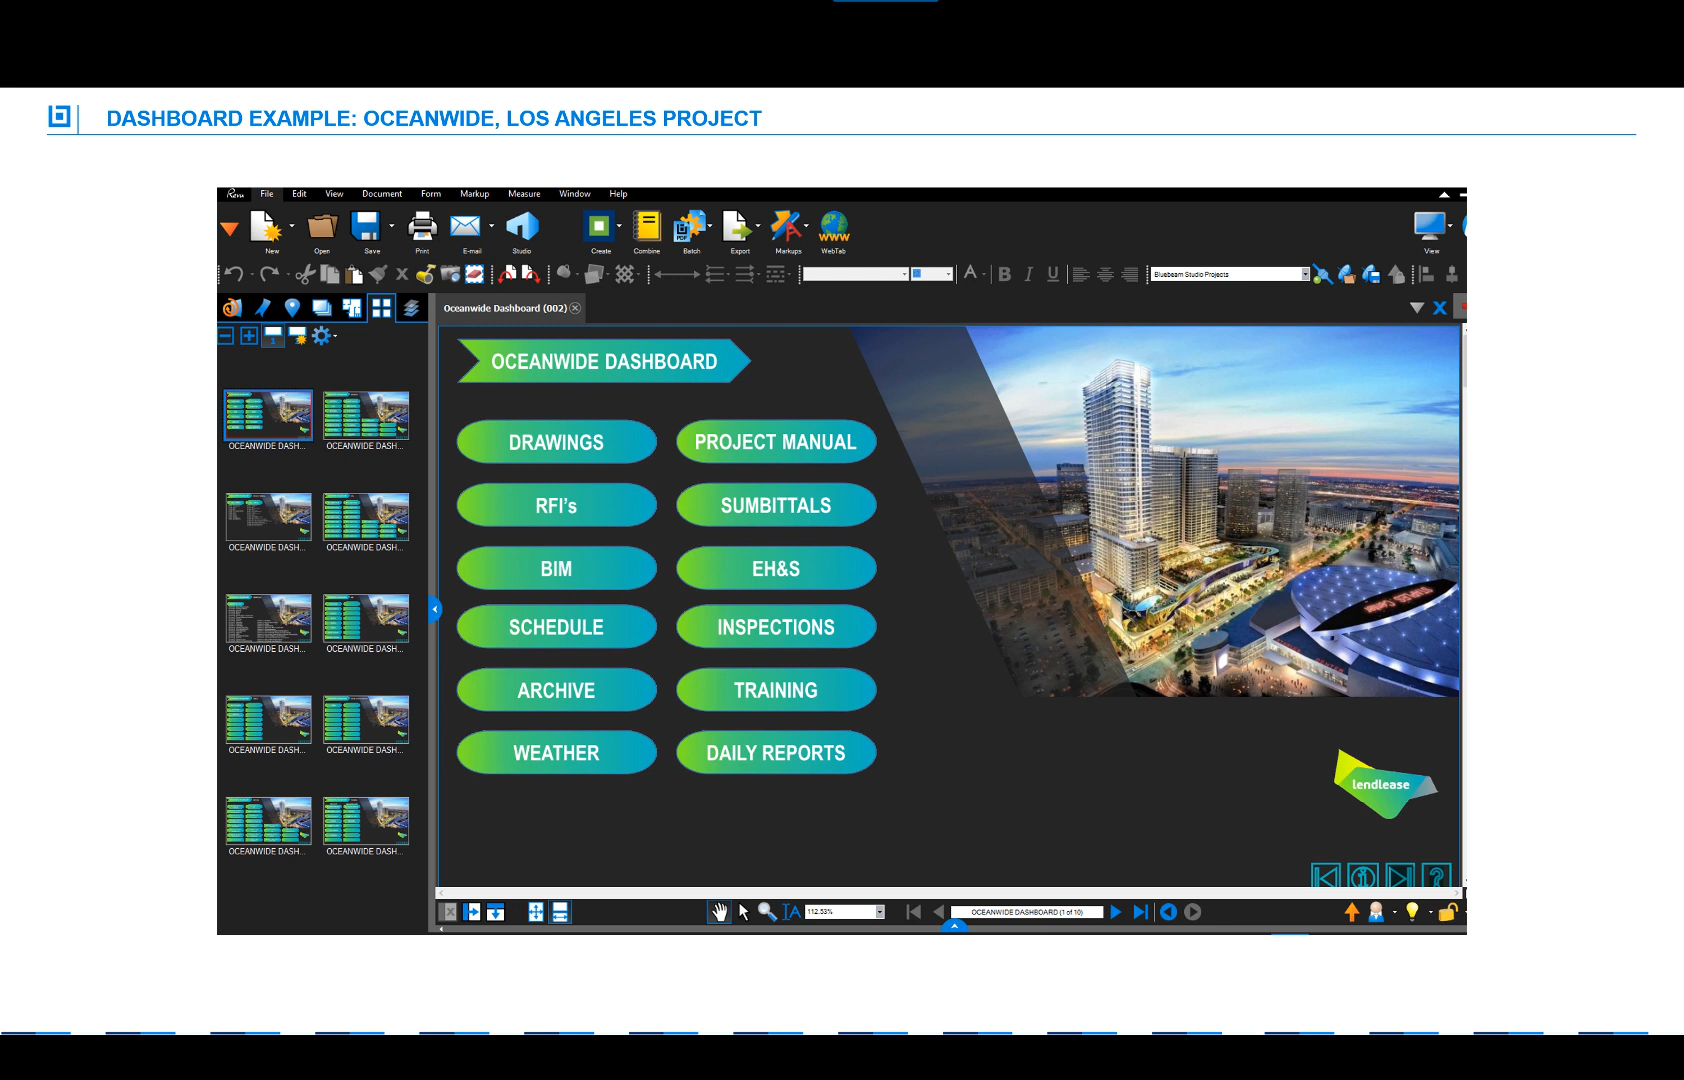 DASHBOARD EXAMPLE: OCEANWIDE, LOS ANGELES PROJECT
Revu File Edit View Document Form Markup Measure Window Help
New Open Save Print E-mail Studio Create Combine Batch Export Markups WebTab View
Bluebeam Studio Projects
Oceanwide Dashboard (002)
OCEANWIDE DASHBOARD
DRAWINGS PROJECT MANUAL
RFI's SUMBITTALS
BIM EH&S
SCHEDULE INSPECTIONS
ARCHIVE TRAINING
WEATHER DAILY REPORTS
lendlease
OCEANWIDE DASH... OCEANWIDE DASH...
OCEANWIDE DASH... OCEANWIDE DASH...
OCEANWIDE DASH... OCEANWIDE DASH...
OCEANWIDE DASH... OCEANWIDE DASH...
OCEANWIDE DASH... OCEANWIDE DASH...
112.53% OCEANWIDE DASHBOARD (1 of 10)